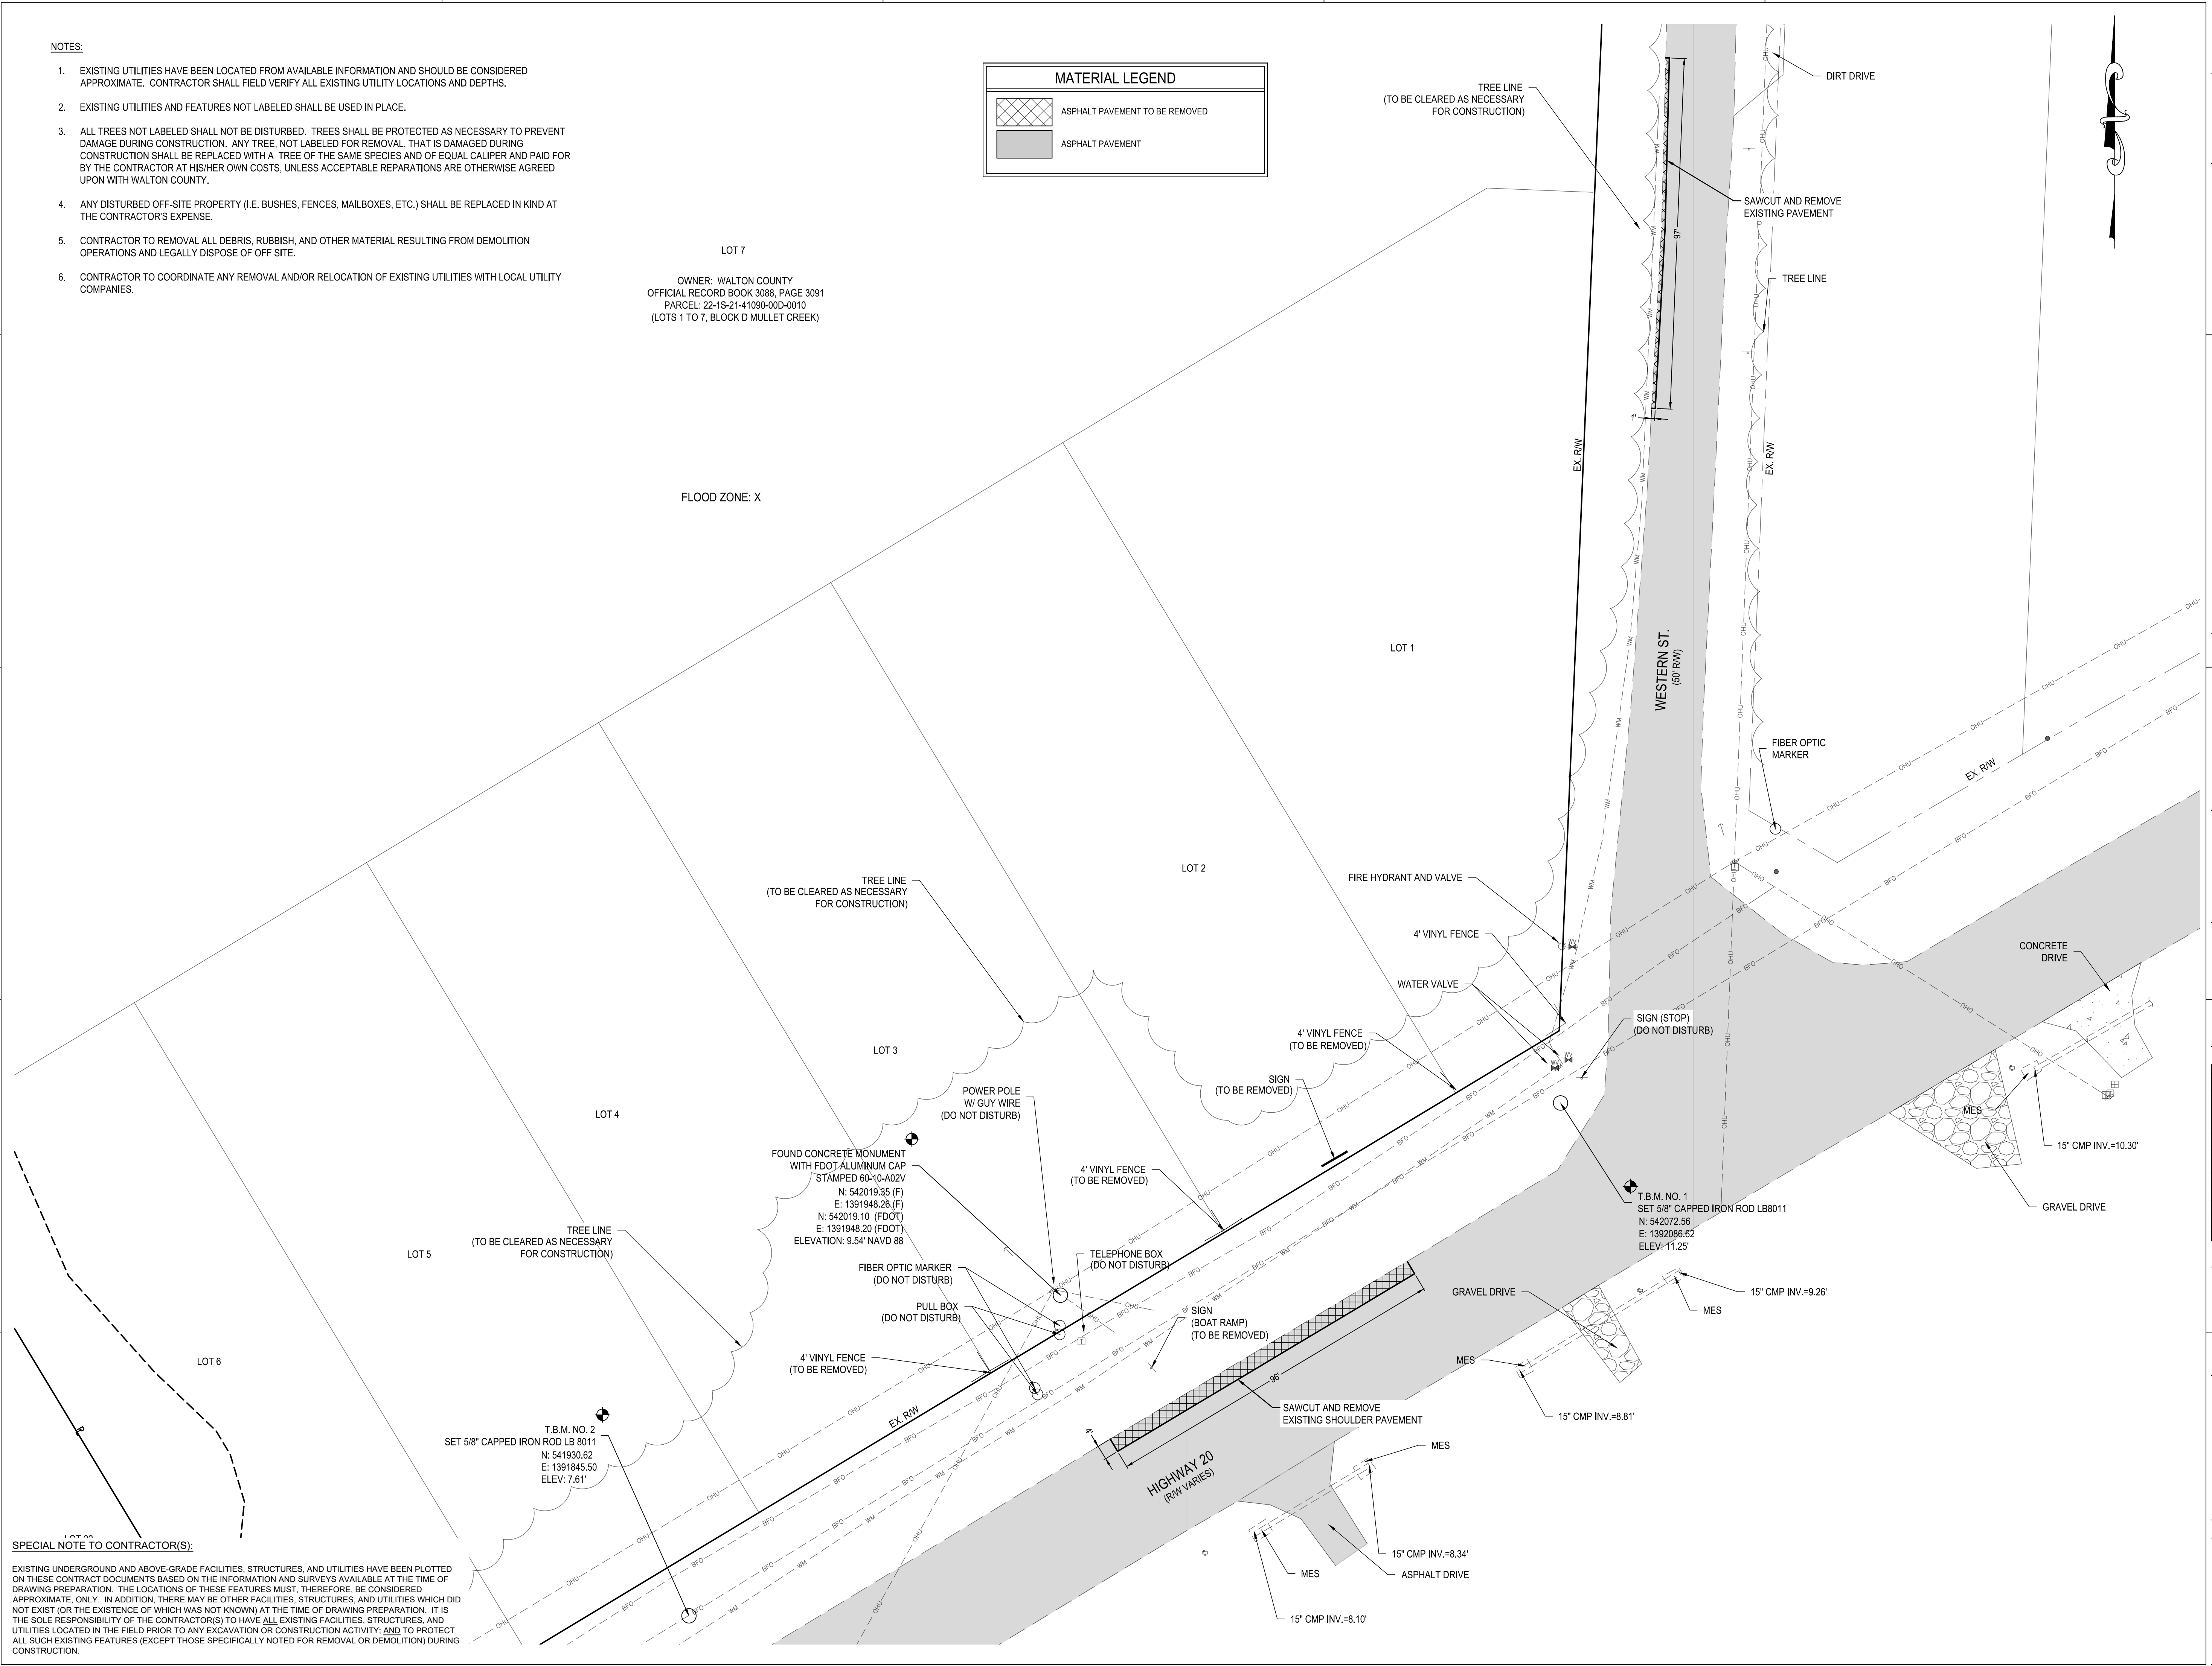 NOTES:
1. EXISTING UTILITIES HAVE BEEN LOCATED FROM AVAILABLE INFORMATION AND SHOULD BE CONSIDERED
APPROXIMATE. CONTRACTOR SHALL FIELD VERIFY ALL EXISTING UTILITY LOCATIONS AND DEPTHS.
2. EXISTING UTILITIES AND FEATURES NOT LABELED SHALL BE USED IN PLACE.
3. ALL TREES NOT LABELED SHALL NOT BE DISTURBED. TREES SHALL BE PROTECTED AS NECESSARY TO PREVENT
DAMAGE DURING CONSTRUCTION. ANY TREE, NOT LABELED FOR REMOVAL, THAT IS DAMAGED DURING
CONSTRUCTION SHALL BE REPLACED WITH A TREE OF THE SAME SPECIES AND OF EQUAL CALIPER AND PAID FOR
BY THE CONTRACTOR AT HIS/HER OWN COSTS, UNLESS ACCEPTABLE REPARATIONS ARE OTHERWISE AGREED
UPON WITH WALTON COUNTY.
4. ANY DISTURBED OFF-SITE PROPERTY (I.E. BUSHES, FENCES, MAILBOXES, ETC.) SHALL BE REPLACED IN KIND AT
THE CONTRACTOR'S EXPENSE.
5. CONTRACTOR TO REMOVAL ALL DEBRIS, RUBBISH, AND OTHER MATERIAL RESULTING FROM DEMOLITION
OPERATIONS AND LEGALLY DISPOSE OF OFF SITE.
6. CONTRACTOR TO COORDINATE ANY REMOVAL AND/OR RELOCATION OF EXISTING UTILITIES WITH LOCAL UTILITY
COMPANIES.
MATERIAL LEGEND
ASPHALT PAVEMENT TO BE REMOVED
ASPHALT PAVEMENT
TREE LINE
(TO BE CLEARED AS NECESSARY
FOR CONSTRUCTION)
DIRT DRIVE
SAWCUT AND REMOVE
EXISTING PAVEMENT
97'
TREE LINE
1'
EX. R/W
EX. R/W
LOT 7
OWNER: WALTON COUNTY
OFFICIAL RECORD BOOK 3088, PAGE 3091
PARCEL: 22-1S-21-41090-00D-0010
(LOTS 1 TO 7, BLOCK D MULLET CREEK)
FLOOD ZONE: X
LOT 1
WESTERN ST.
(50' R/W)
FIBER OPTIC
MARKER
EX. R/W
LOT 2
FIRE HYDRANT AND VALVE
4' VINYL FENCE
WATER VALVE
TREE LINE
(TO BE CLEARED AS NECESSARY
FOR CONSTRUCTION)
CONCRETE
DRIVE
SIGN (STOP)
(DO NOT DISTURB)
4' VINYL FENCE
(TO BE REMOVED)
LOT 3
SIGN
(TO BE REMOVED)
POWER POLE
W/ GUY WIRE
(DO NOT DISTURB)
LOT 4
MES
15" CMP INV.=10.30'
GRAVEL DRIVE
FOUND CONCRETE MONUMENT
WITH FDOT ALUMINUM CAP
STAMPED 60-10-A02V
N: 542019.35 (F)
E: 1391948.26 (F)
N: 542019.10 (FDOT)
E: 1391948.20 (FDOT)
ELEVATION: 9.54' NAVD 88
4' VINYL FENCE
(TO BE REMOVED)
T.B.M. NO. 1
SET 5/8" CAPPED IRON ROD LB8011
N: 542072.56
E: 1392086.62
ELEV: 11.25'
TREE LINE
(TO BE CLEARED AS NECESSARY
FOR CONSTRUCTION)
LOT 5
TELEPHONE BOX
(DO NOT DISTURB)
FIBER OPTIC MARKER
(DO NOT DISTURB)
PULL BOX
(DO NOT DISTURB)
SIGN
(BOAT RAMP)
(TO BE REMOVED)
GRAVEL DRIVE
15" CMP INV.=9.26'
MES
LOT 6
4' VINYL FENCE
(TO BE REMOVED)
MES
96'
15" CMP INV.=8.81'
SAWCUT AND REMOVE
EXISTING SHOULDER PAVEMENT
EX. R/W
4'
HIGHWAY 20
(R/W VARIES)
MES
T.B.M. NO. 2
SET 5/8" CAPPED IRON ROD LB 8011
N: 541930.62
E: 1391845.50
ELEV: 7.61'
15" CMP INV.=8.34'
MES
ASPHALT DRIVE
15" CMP INV.=8.10'
SPECIAL NOTE TO CONTRACTOR(S):
EXISTING UNDERGROUND AND ABOVE-GRADE FACILITIES, STRUCTURES, AND UTILITIES HAVE BEEN PLOTTED
ON THESE CONTRACT DOCUMENTS BASED ON THE INFORMATION AND SURVEYS AVAILABLE AT THE TIME OF
DRAWING PREPARATION. THE LOCATIONS OF THESE FEATURES MUST, THEREFORE, BE CONSIDERED
APPROXIMATE, ONLY. IN ADDITION, THERE MAY BE OTHER FACILITIES, STRUCTURES, AND UTILITIES WHICH DID
NOT EXIST (OR THE EXISTENCE OF WHICH WAS NOT KNOWN) AT THE TIME OF DRAWING PREPARATION. IT IS
THE SOLE RESPONSIBILITY OF THE CONTRACTOR(S) TO HAVE ALL EXISTING FACILITIES, STRUCTURES, AND
UTILITIES LOCATED IN THE FIELD PRIOR TO ANY EXCAVATION OR CONSTRUCTION ACTIVITY; AND TO PROTECT
ALL SUCH EXISTING FEATURES (EXCEPT THOSE SPECIFICALLY NOTED FOR REMOVAL OR DEMOLITION) DURING
CONSTRUCTION.